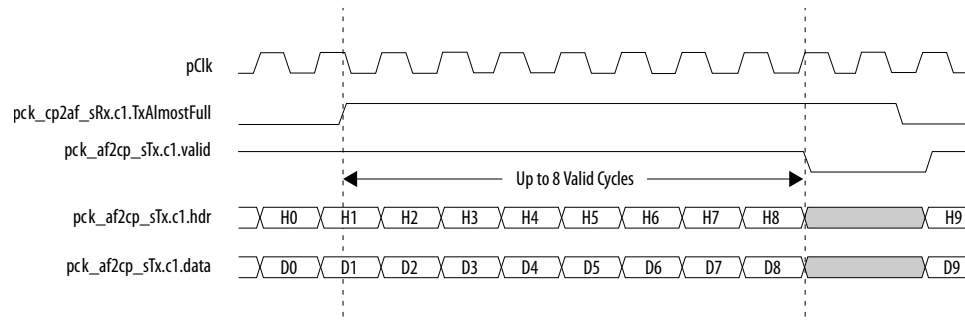 pClk
pck_cp2af_sRx.c1.TxAlmostFull
pck_af2cp_sTx.c1.valid
Up to 8 Valid Cycles
pck_af2cp_sTx.c1.hdr H0 H1 H2 H3 H4 H5 H6 H7 H8 H9
pck_af2cp_sTx.c1.data D0 D1 D2 D3 D4 D5 D6 D7 D8 D9